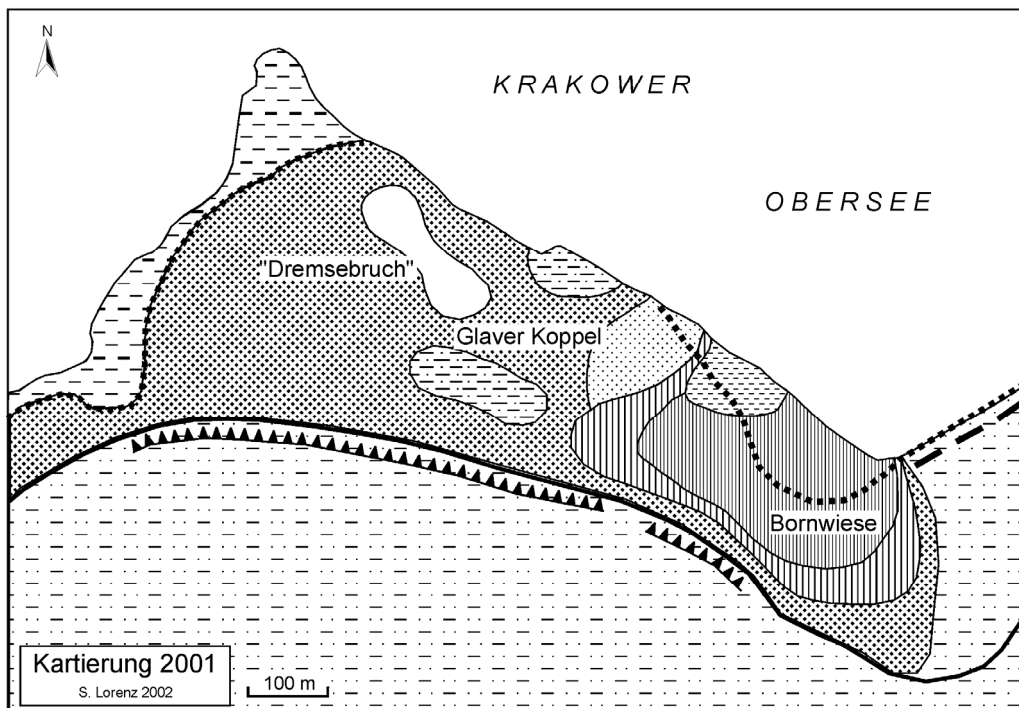 N
KRAKOWER
OBERSEE
"Dremsebruch"
Glaver Koppel
Bornwiese
Kartierung 2001
S. Lorenz 2002
100 m